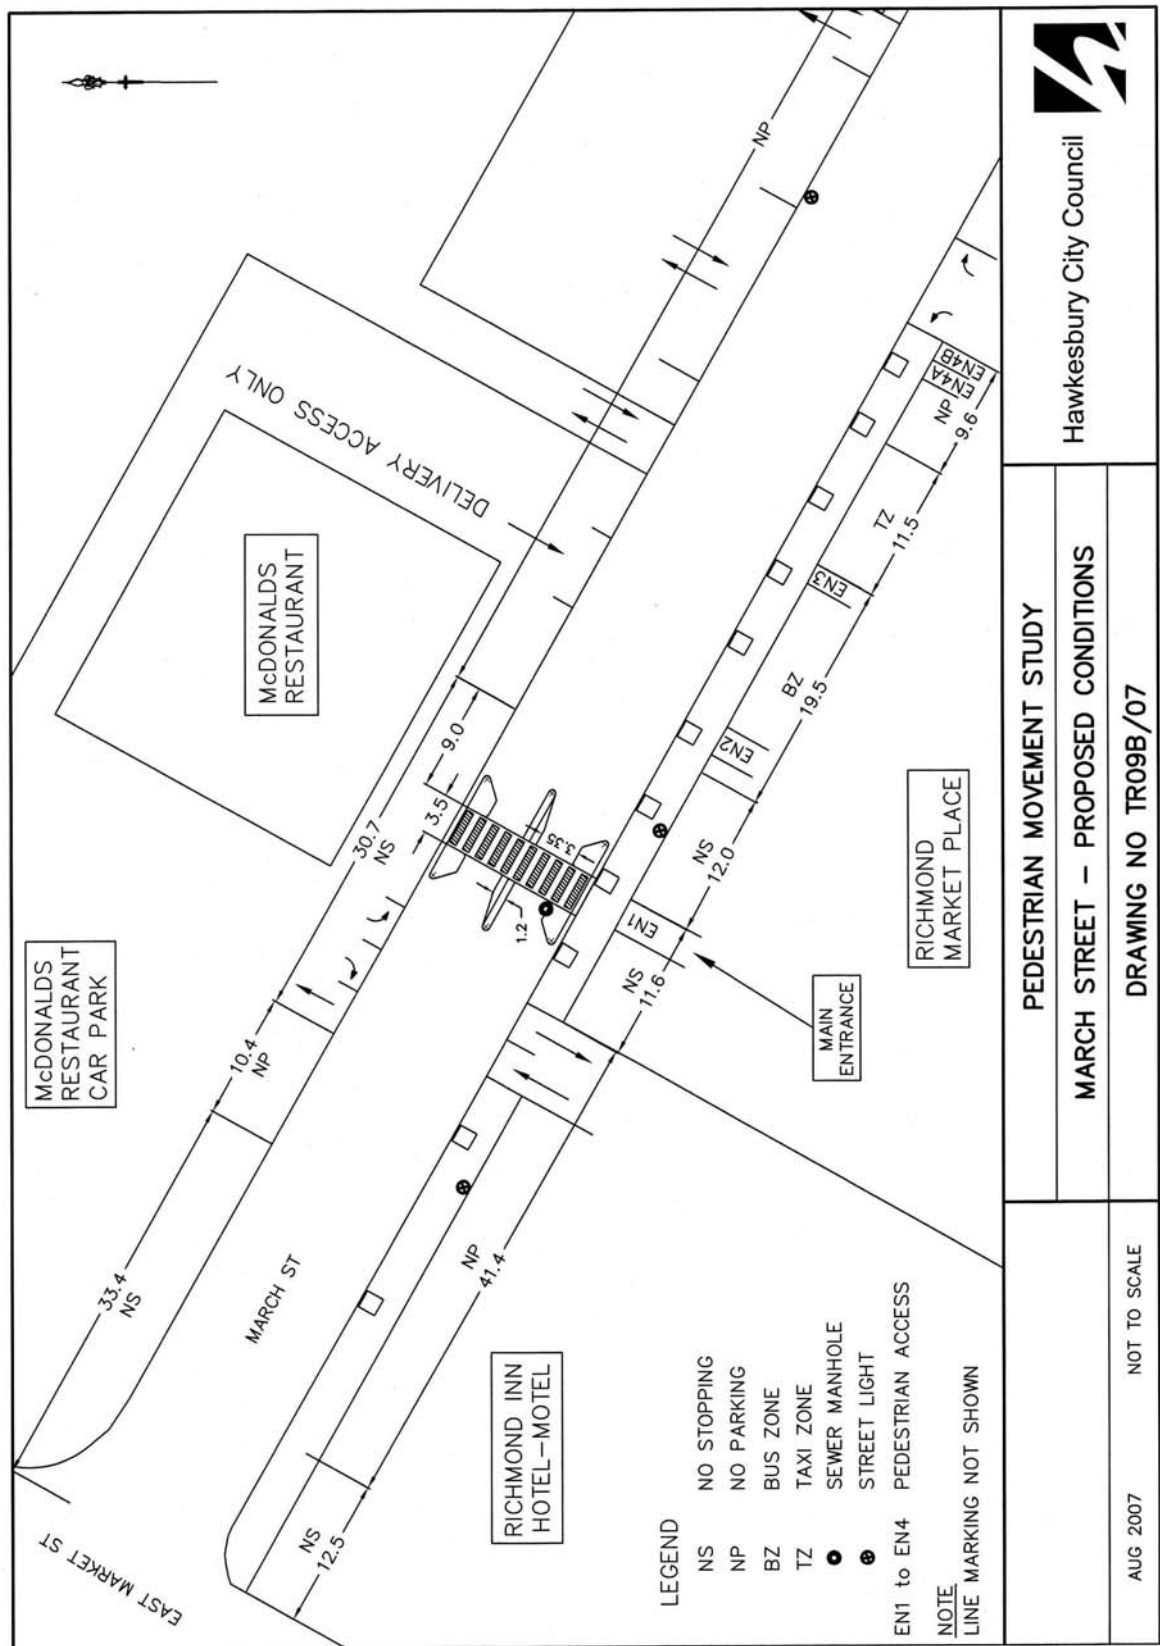 McDONALDS
RESTAURANT
CAR PARK
McDONALDS
RESTAURANT
DELIVERY ACCESS ONLY
EAST MARKET ST
33.4
NS
10.4
NP
30.7
NS
3.5
9.0
NP
MARCH ST
1.2
3.35
NS
12.5
NP
41.4
NS
11.6
EN1
NS
12.0
EN2
BZ
19.5
EN3
TZ
11.5
NP
9.6
EN4A
EN4B
RICHMOND INN
HOTEL-MOTEL
MAIN
ENTRANCE
RICHMOND
MARKET PLACE
LEGEND
NS NO STOPPING
NP NO PARKING
BZ BUS ZONE
TZ TAXI ZONE
SEWER MANHOLE
STREET LIGHT
EN1 to EN4 PEDESTRIAN ACCESS
NOTE
LINE MARKING NOT SHOWN
AUG 2007 NOT TO SCALE
PEDESTRIAN MOVEMENT STUDY
MARCH STREET - PROPOSED CONDITIONS
DRAWING NO TR09B/07
Hawkesbury City Council